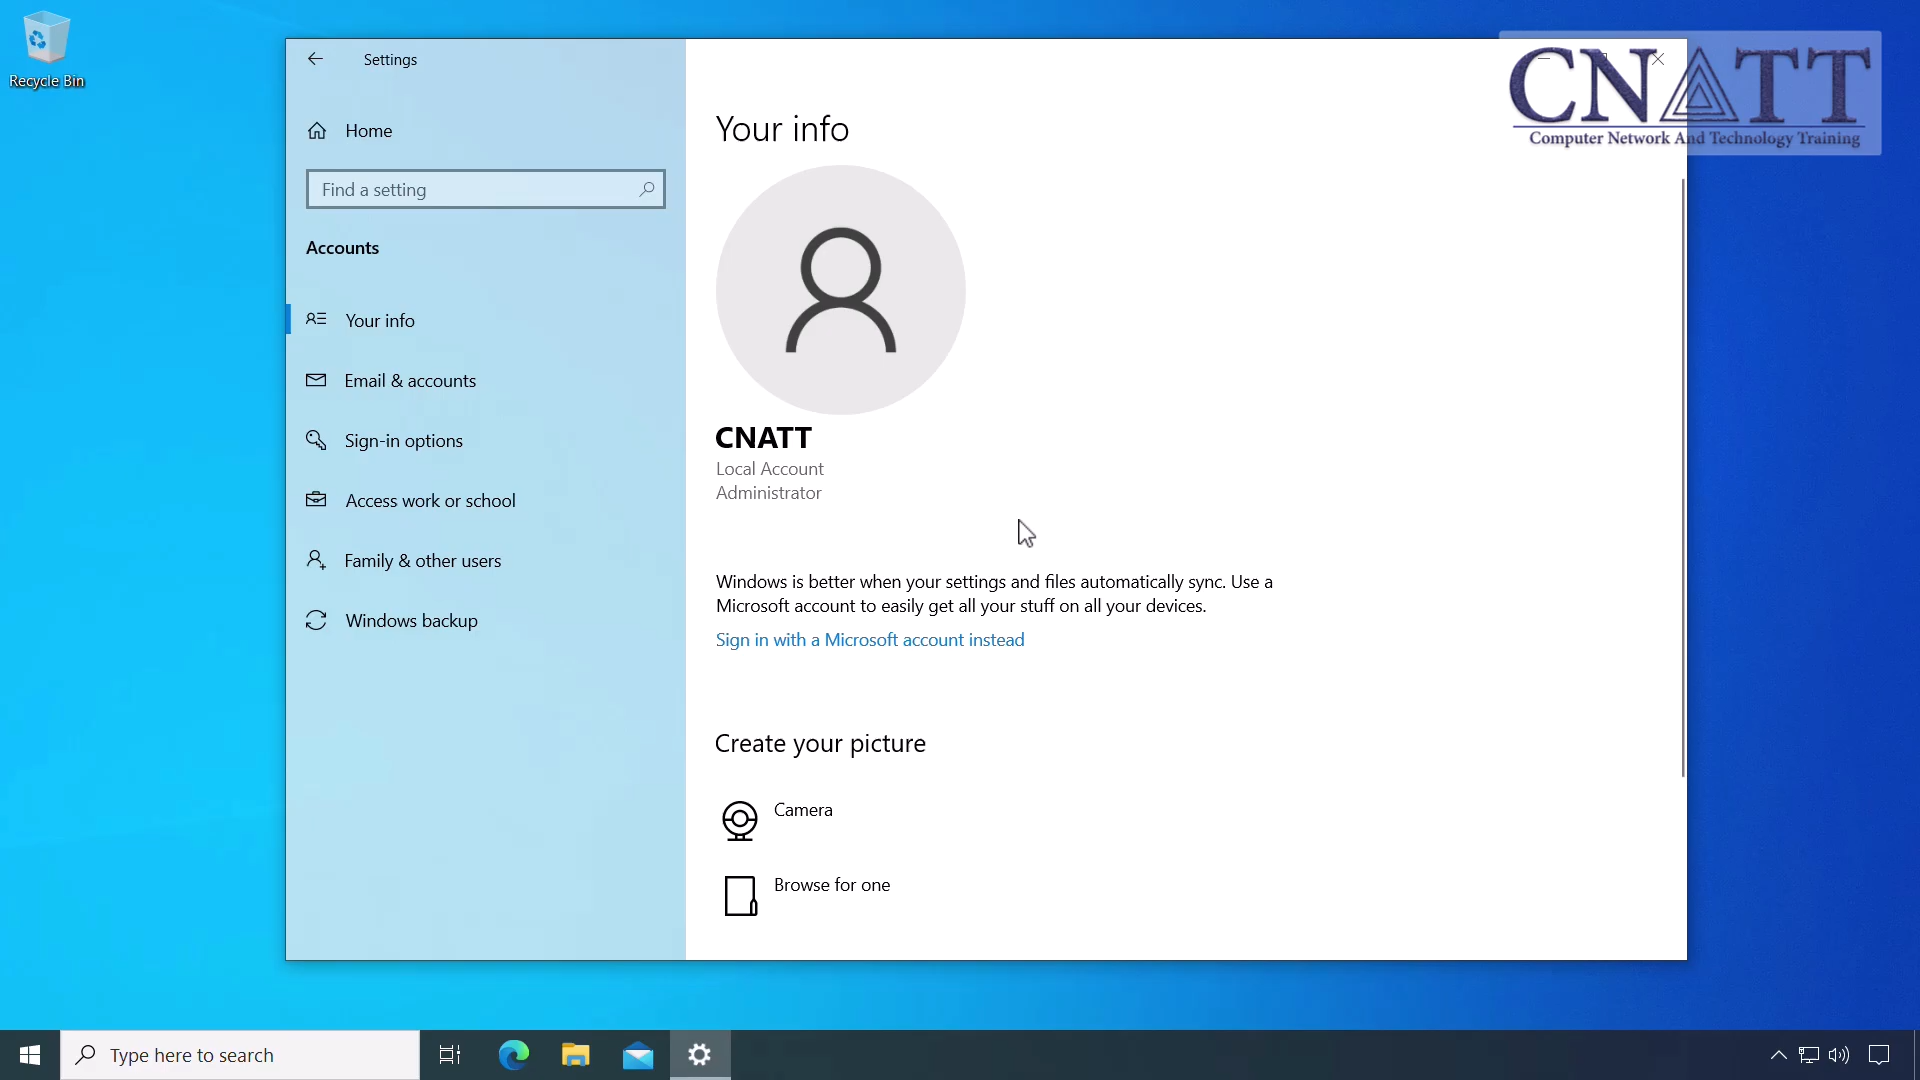 Recycle Bin
Settings
CNATT
Computer Network And Technology Training
Home
Find a setting
Accounts
Your info
Email & accounts
Sign-in options
Access work or school
Family & other users
Windows backup
Your info
CNATT
Local Account
Administrator
Windows is better when your settings and files automatically sync. Use a
Microsoft account to easily get all your stuff on all your devices.
Sign in with a Microsoft account instead
Create your picture
Camera
Browse for one
Type here to search